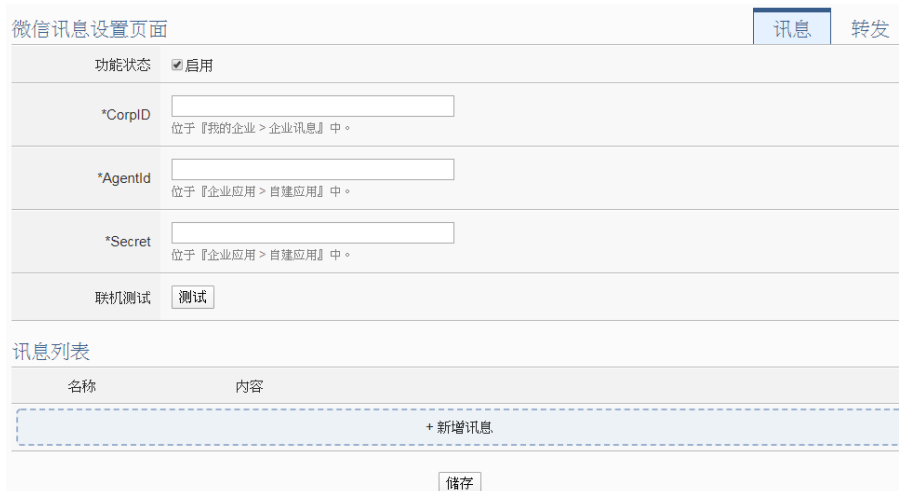 微信讯息设置页面 讯息 转发
功能状态 启用
*CorpID
位于『我的企业 > 企业讯息』中。
*AgentId
位于『企业应用 > 自建应用』中。
*Secret
位于『企业应用 > 自建应用』中。
联机测试 测试
讯息列表
名称 内容
+ 新增讯息
储存